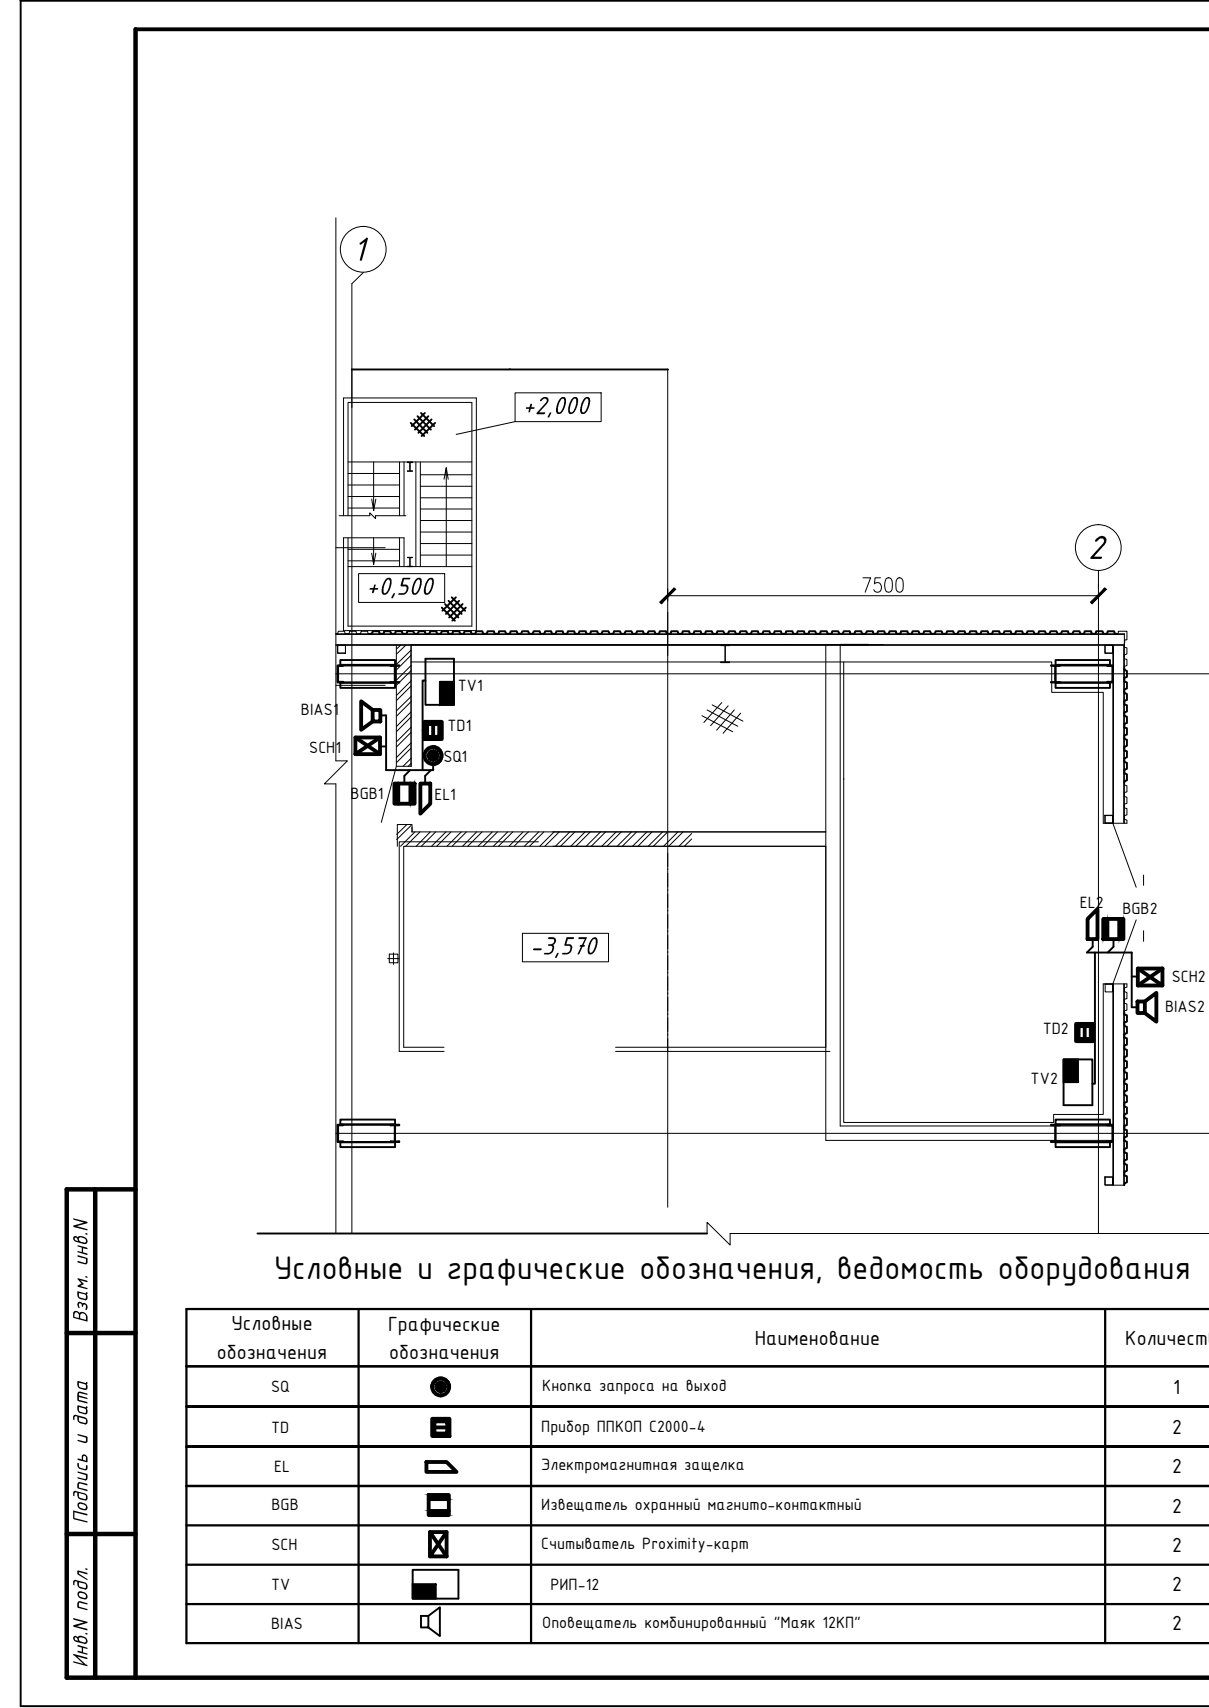 1
+2,000
2
+0,500
7500
TV1
BIAS1
TD1
SCH1
SQ1
BGB1
EL1
EL2
BGB2
-3,570
SCH2
BIAS2
TD2
TV2
Условные и графические обозначения, ведомость оборудования
Условные обозначения
Графические обозначения
Наименование
Количеств
SQ
Кнопка запроса на выход
1
TD
Прибор ППКОП С2000-4
2
EL
Электромагнитная защелка
2
BGB
Извещатель охранный магнито-контактный
2
SCH
Считыватель Proximity-карт
2
TV
РИП-12
2
BIAS
Оповещатель комбинированный "Маяк 12КП"
2
Взам. инв.N
Подпись и дата
Инв.N подл.